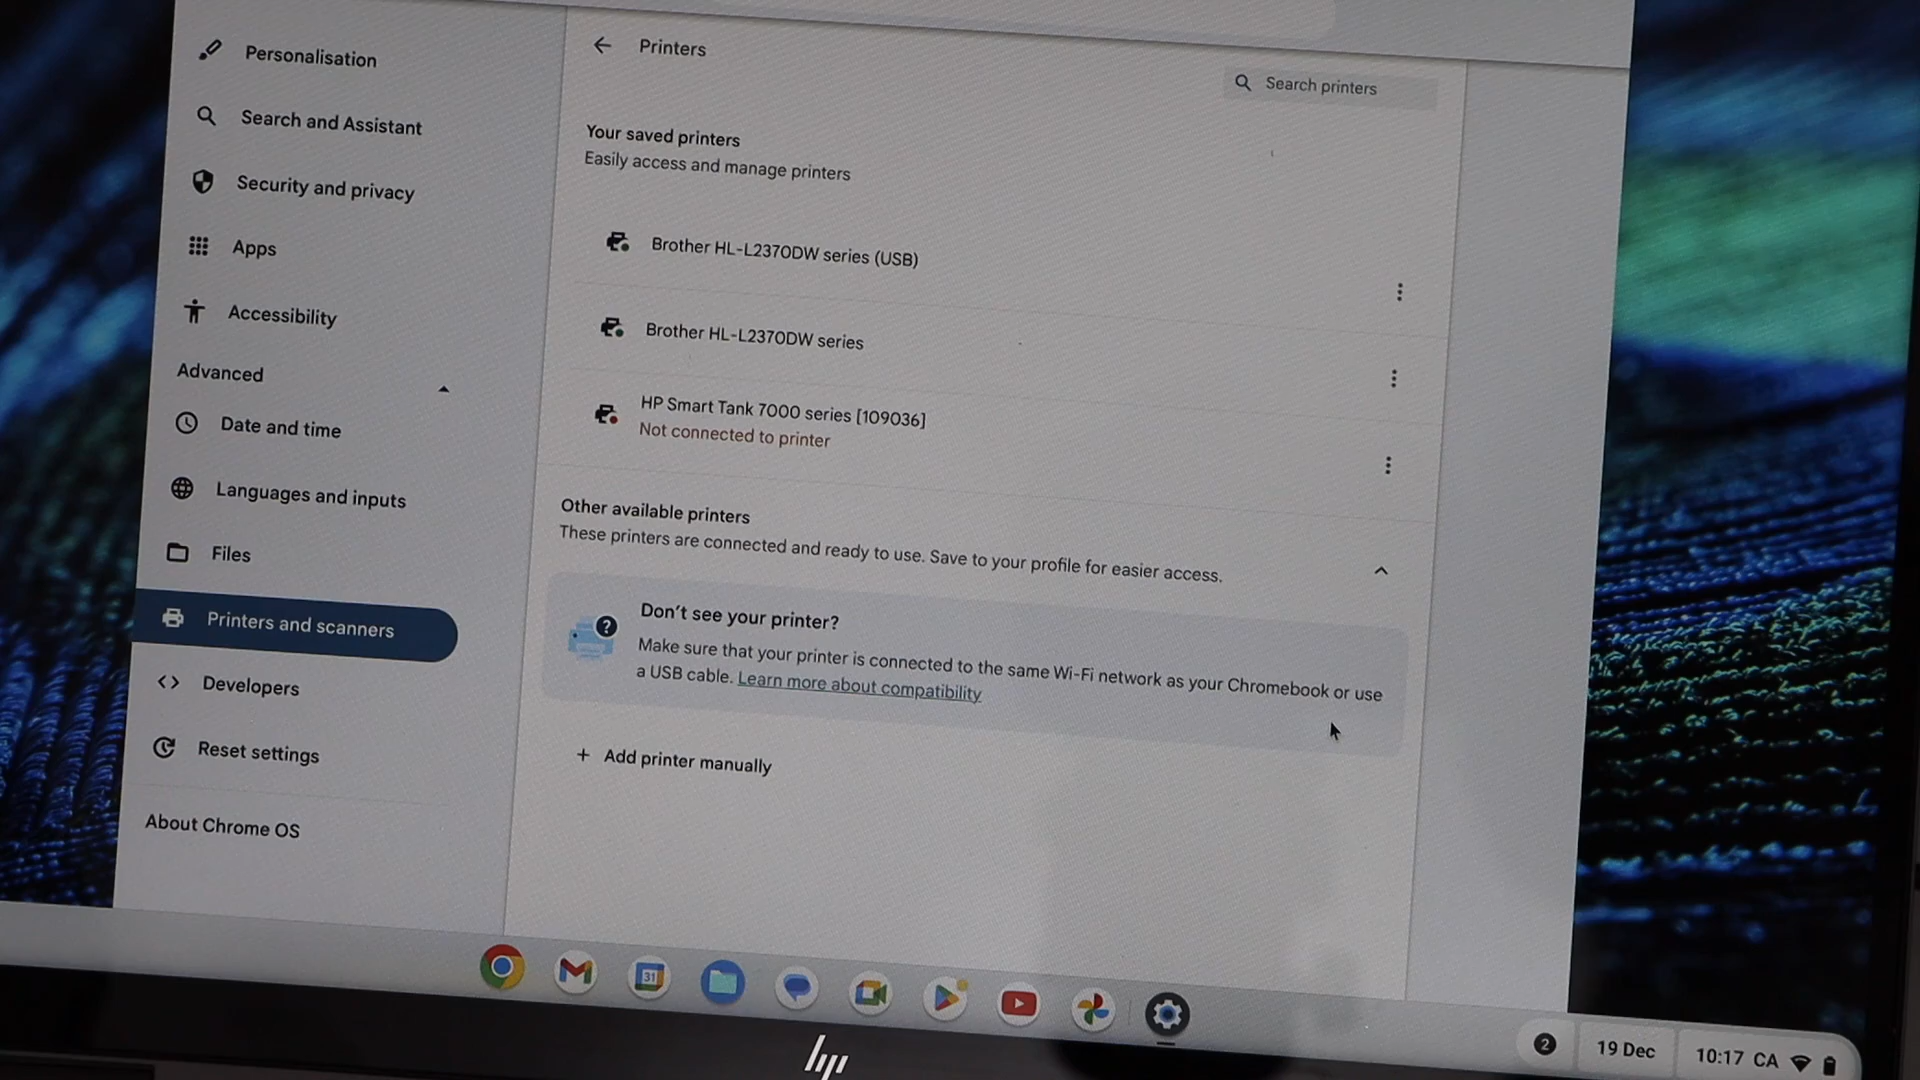 Personalisation
Search and Assistant
Security and privacy
Apps
Accessibility
Advanced
Date and time
Languages and inputs
Files
Printers and scanners
Developers
Reset settings
About Chrome OS
Printers
Search printers
Your saved printers
Easily access and manage printers
Brother HL-L2370DW series (USB)
Brother HL-L2370DW series
HP Smart Tank 7000 series [109036]
Not connected to printer
Other available printers
These printers are connected and ready to use. Save to your profile for easier access.
Don't see your printer?
Make sure that your printer is connected to the same Wi-Fi network as your Chromebook or use
a USB cable. Learn more about compatibility
+ Add printer manually
31
2
19 Dec
10:17 CA
hp